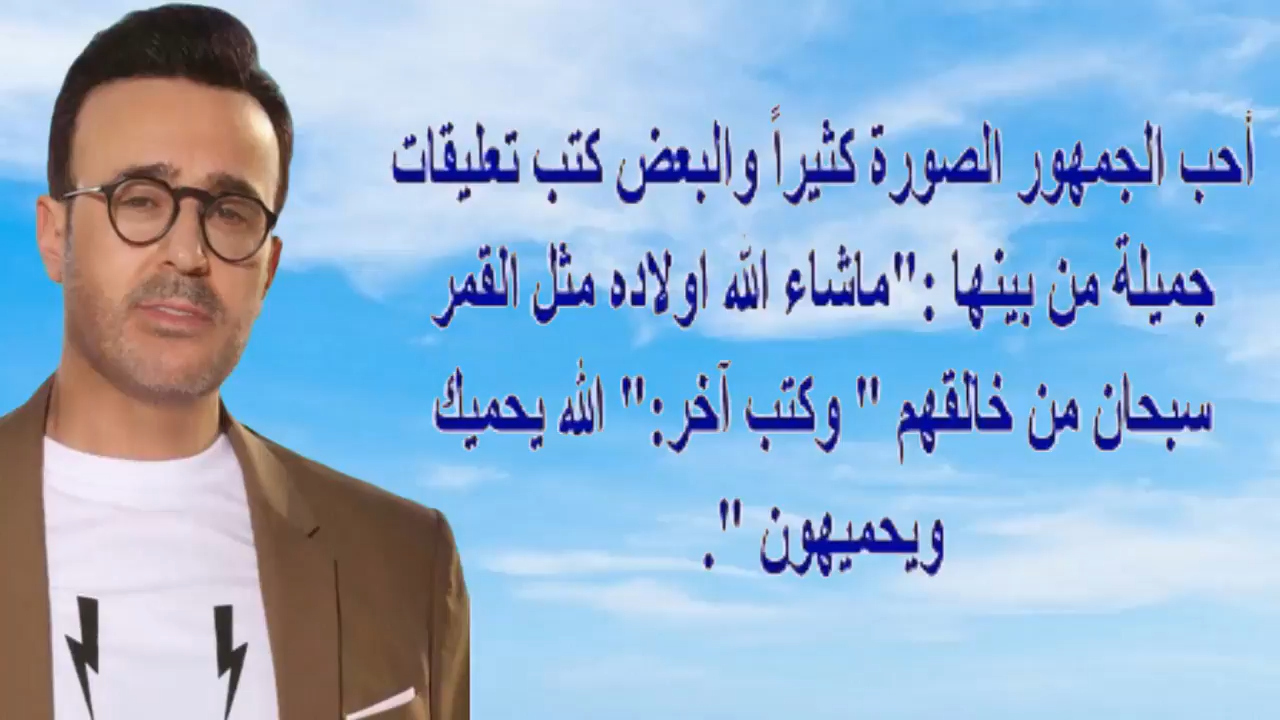 أحب الجمهور الصورة كثيراً والبعض كتب تعليقات
جميلة من بينها :"ماشاء الله اولاده مثل القمر
سبحان من خالقهم " وكتب آخر:" الله يحميك
ويحميهون ".